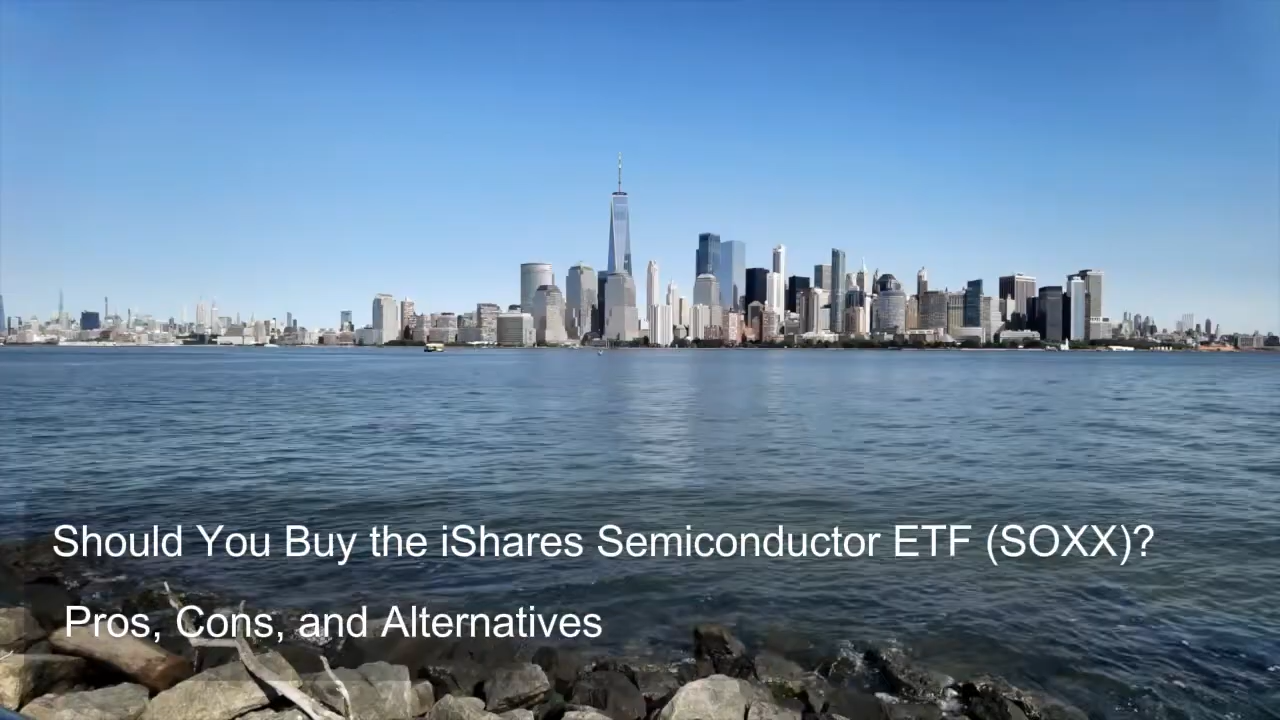 Should You Buy the iShares Semiconductor ETF (SOXX)?
Pros, Cons, and Alternatives